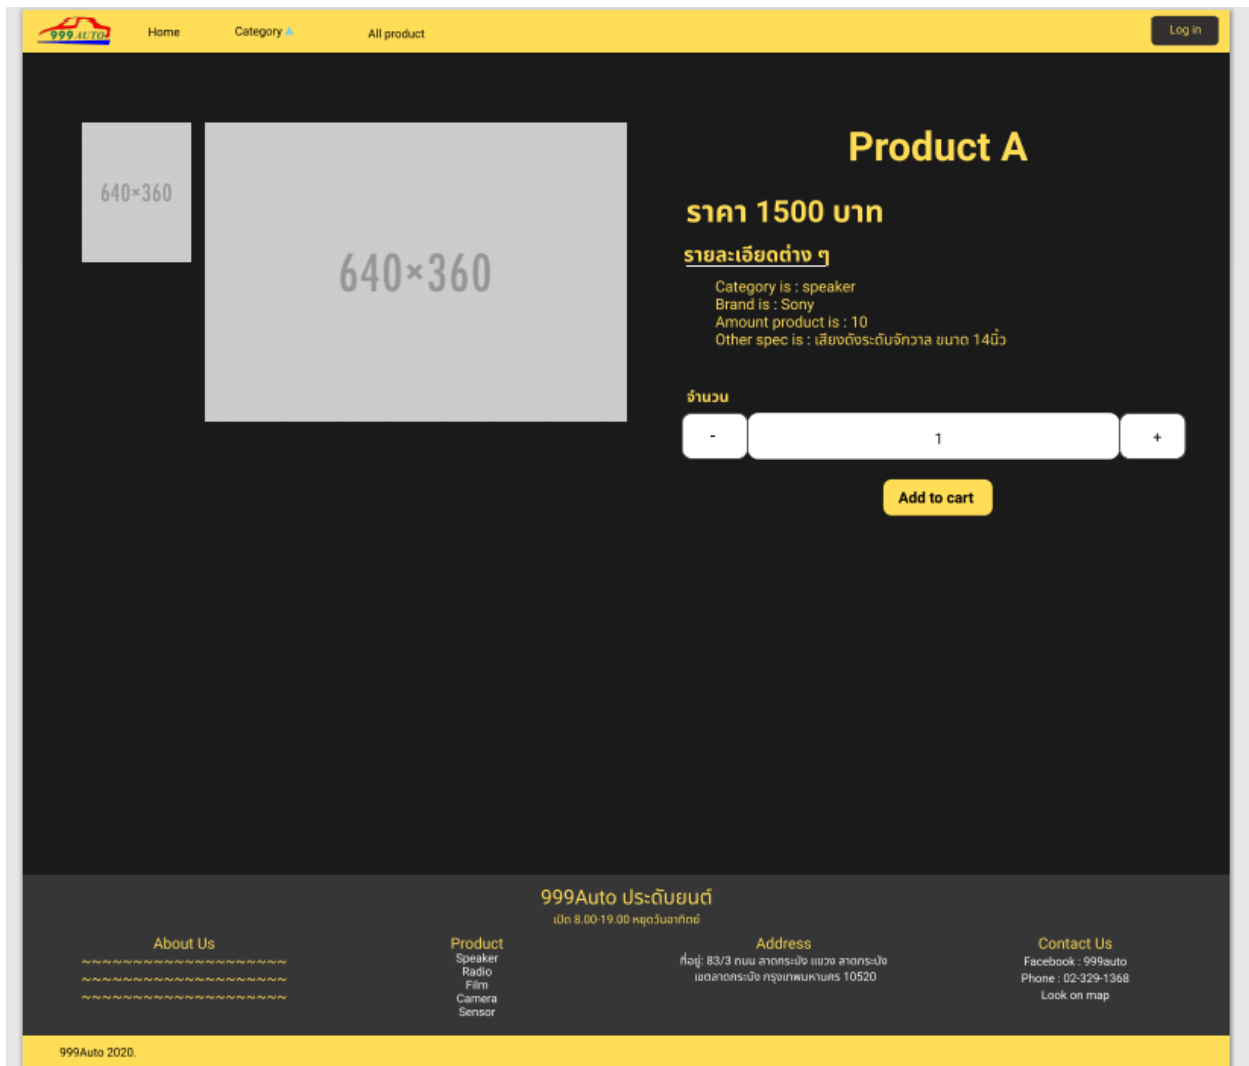 999 AUTO
Home
Category
All product
Log in
640×360
640×360
Product A
ราคา 1500 บาท
รายละเอียดต่าง ๆ
Category is : speaker
Brand is : Sony
Amount product is : 10
Other spec is : เสียงดังระดับจักวาล ขนาด 14นิ้ว
จำนวน
-
1
+
Add to cart
999Auto ประดับยนต์
เปิด 8.00-19.00 หยุดวันอาทิตย์
About Us
~~~~~~~~~~~~~~~~~~~~
~~~~~~~~~~~~~~~~~~~~
~~~~~~~~~~~~~~~~~~~~
Product
Speaker
Radio
Film
Camera
Sensor
Address
ที่อยู่: 83/3 ถนน ลาดกระบัง แขวง ลาดกระบัง
เขตลาดกระบัง กรุงเทพมหานคร 10520
Contact Us
Facebook : 999auto
Phone : 02-329-1368
Look on map
999Auto 2020.